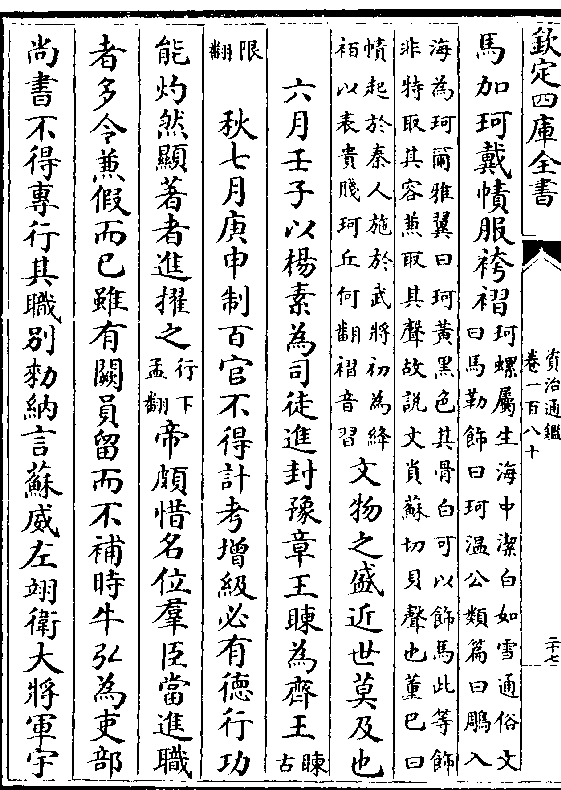 欽定四庫全書
資治通鑑
卷一百八十
二十七
馬加珂戴幘服袴褶珂螺屬生海中潔白如雪通俗文
曰馬勒飾曰珂温公類篇曰鵰入
海為珂爾雅翼曰珂黃黑色其骨白可以飾馬此等飾
非特取其容兼取其聲故說文𧴪蘇切貝聲也董巴曰
幘起於秦人施於武將初為絳
袹以表貴賤珂丘何翻褶音習文物之盛近世莫及也
六月壬子以楊素為司徒進封豫章王暕為齊王暕古
限翻 秋七月庚申制百官不得計考增級必有德行功
能灼然顯著者進擢之行下孟翻帝頗惜名位羣臣當進職
者多令兼假而已雖有闕員留而不補時牛弘為吏部
尚書不得專行其職别勑納言蘇威左翊衛大將軍宇